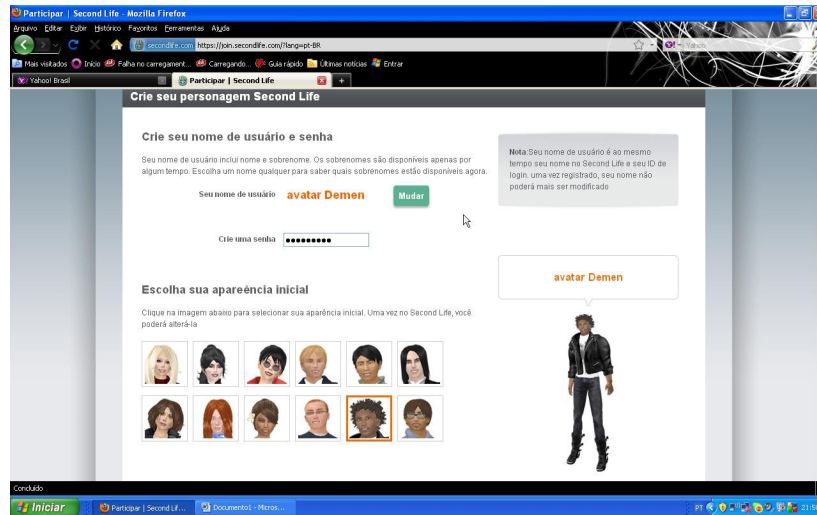 Participar | Second Life - Mozilla Firefox
Arquivo Editar Exibir Histórico Favoritos Ferramentas Ajuda
secondlife.com https://join.secondlife.com/?lang=pt-BR
Yahoo
Mais visitados Início Falha no carregament... Carregando... Guia rápido Últimas notícias Entrar
Yahoo! Brasil Participar | Second Life
Crie seu personagem Second Life
Crie seu nome de usuário e senha
Seu nome de usuário inclui nome e sobrenome. Os sobrenomes são disponíveis apenas por
algum tempo. Escolha um nome qualquer para saber quais sobrenomes estão disponíveis agora.
Seu nome de usuário avatar Demen Mudar
Crie uma senha
Nota:Seu nome de usuário é ao mesmo
tempo seu nome no Second Life e seu ID de
login. uma vez registrado, seu nome não
poderá mais ser modificado
avatar Demen
Escolha sua apareência inicial
Clique na imagem abaixo para selecionar sua aparência inicial. Uma vez no Second Life, você
poderá alterá-la
Concluído
Iniciar Participar | Second Lif... Documento1 - Micros... PT